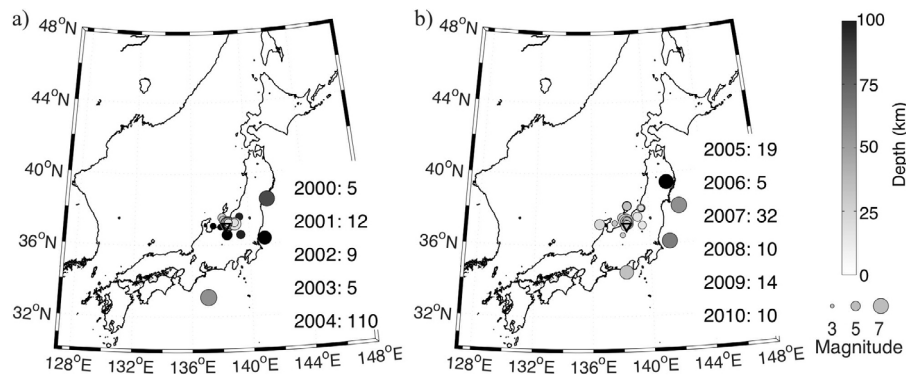 a)
48°N
44°N
40°N
36°N
32°N
128°E
132°E
136°E
140°E
144°E
148°E
2000: 5
2001: 12
2002: 9
2003: 5
2004: 110
b)
48°N
44°N
40°N
36°N
32°N
128°E
132°E
136°E
140°E
144°E
148°E
2005: 19
2006: 5
2007: 32
2008: 10
2009: 14
2010: 10
100
75
50
25
0
Depth (km)
3 5 7
Magnitude